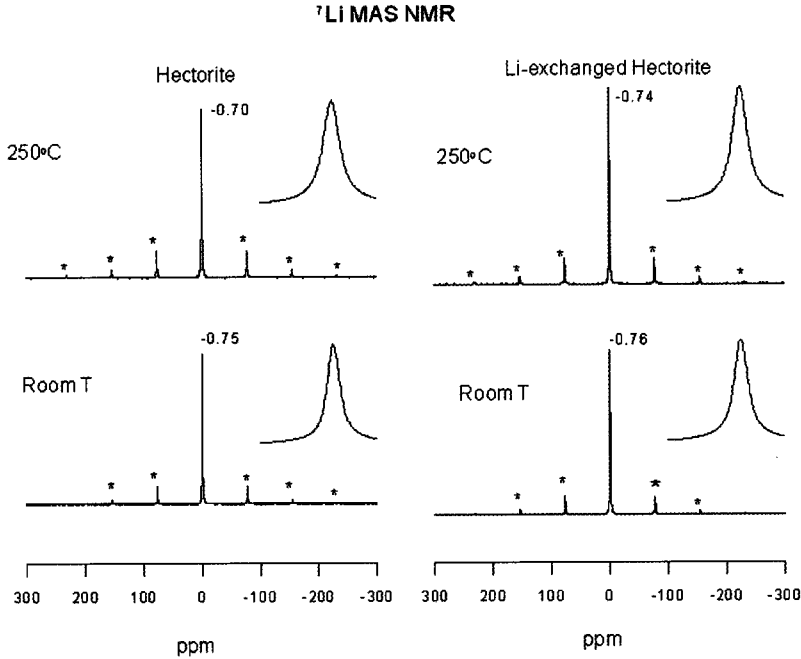 ⁷Li MAS NMR
Hectorite
-0.70
250°C
* * * * * *
Li-exchanged Hectorite
-0.74
250°C
* * * * * *
-0.75
Room T
* * * * *
-0.76
Room T
* * * *
300 200 100 0 -100 -200 -300
ppm
300 200 100 0 -100 -200 -300
ppm